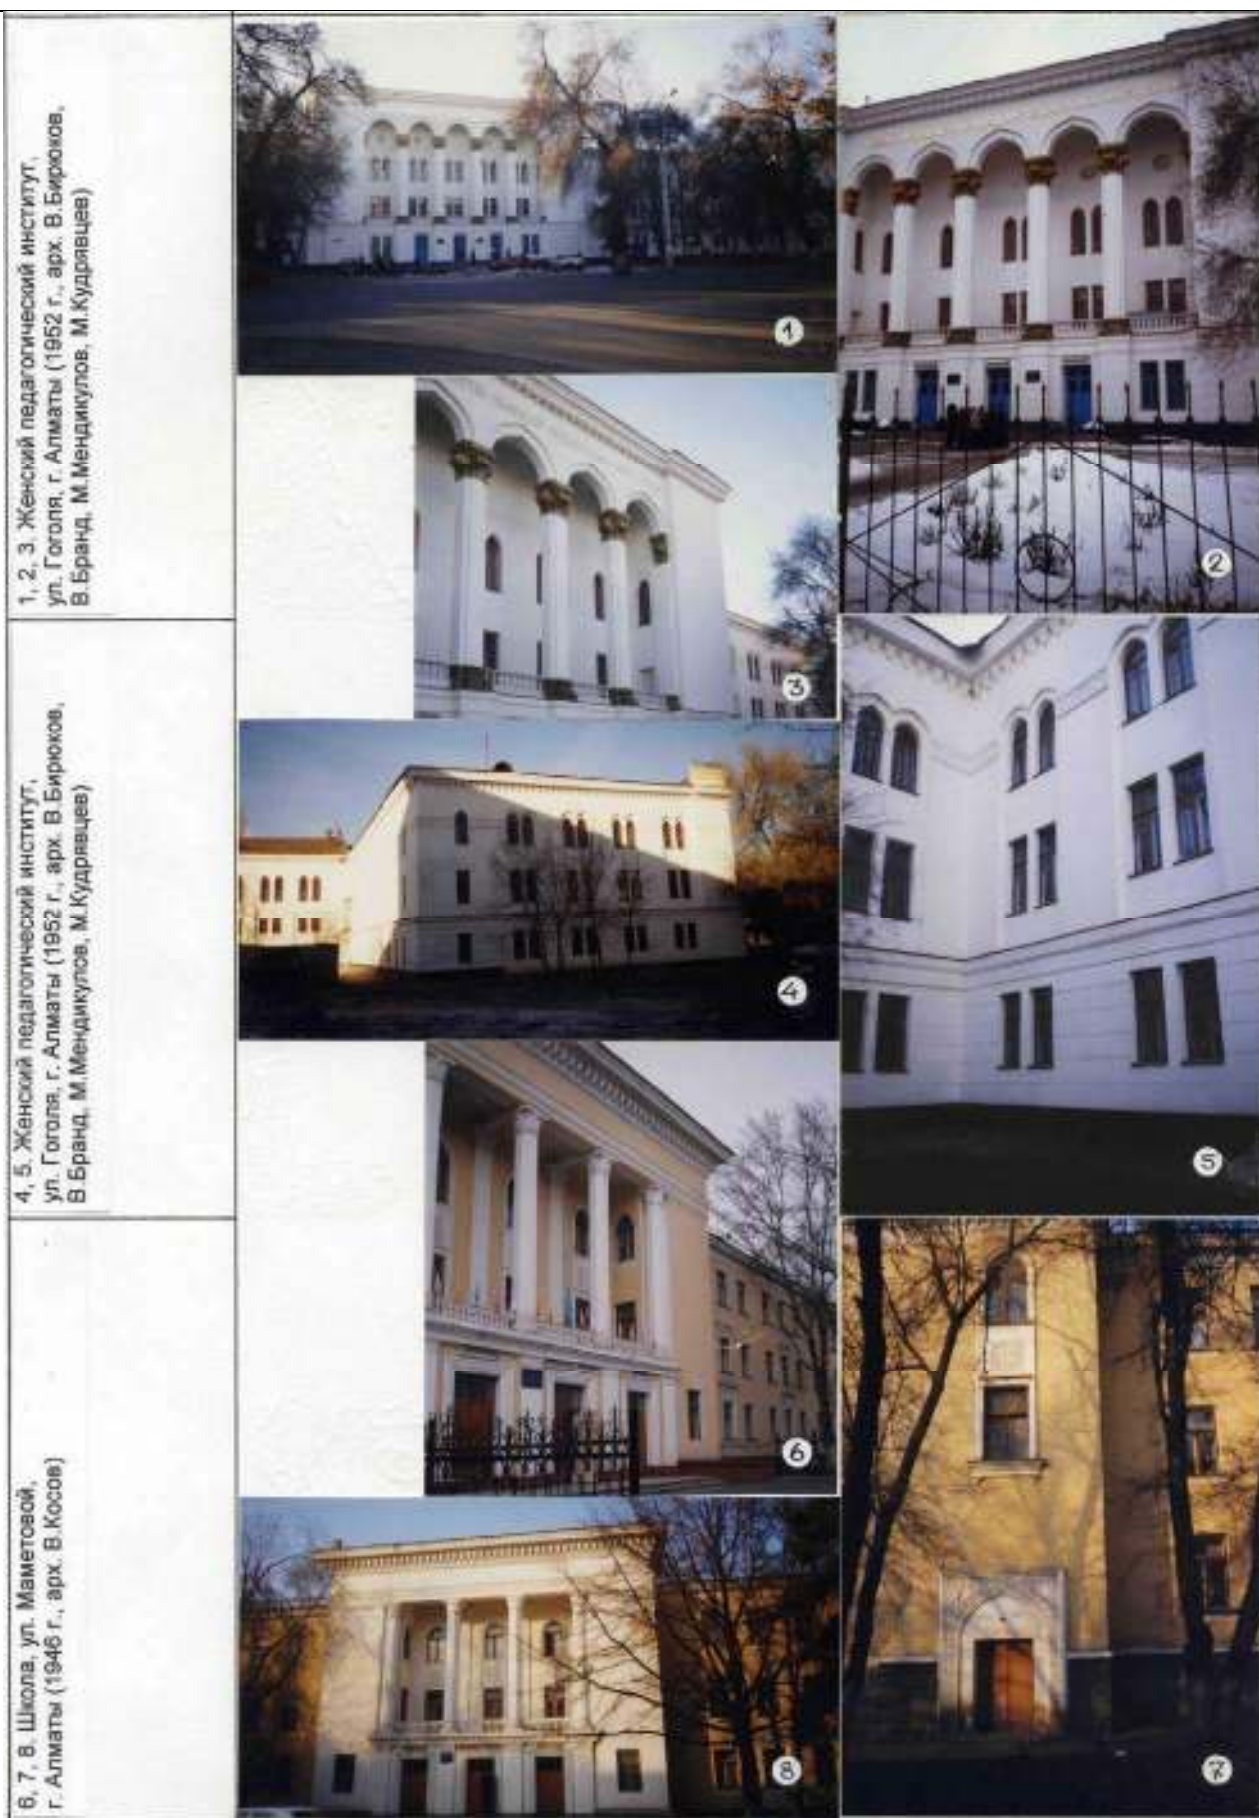 1, 2, 3. Женский педагогический институт,
ул. Гоголя, г. Алматы (1952 г., арх. В.Бирюков,
В.Бранд, М.Мендикулов, М.Кудрявцев)
4, 5. Женский педагогический институт,
ул. Гоголя, г. Алматы (1952 г., арх. В.Бирюков,
В.Бранд, М.Мендикулов, М.Кудрявцев)
6, 7, 8. Школа, ул. Маметовой,
г. Алматы (1946 г., арх. В.Косов)
1
2
3
4
5
6
7
8